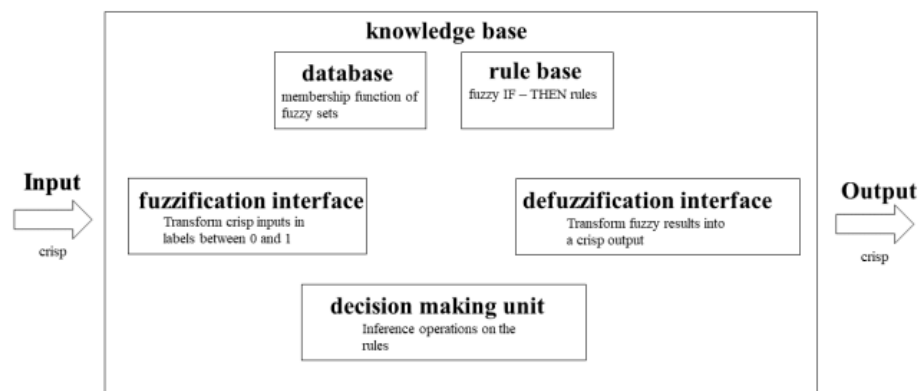 knowledge base
database
membership function of
fuzzy sets
rule base
fuzzy IF – THEN rules
Input
crisp
fuzzification interface
Transform crisp inputs in
labels between 0 and 1
defuzzification interface
Transform fuzzy results into
a crisp output
Output
crisp
decision making unit
Inference operations on the
rules